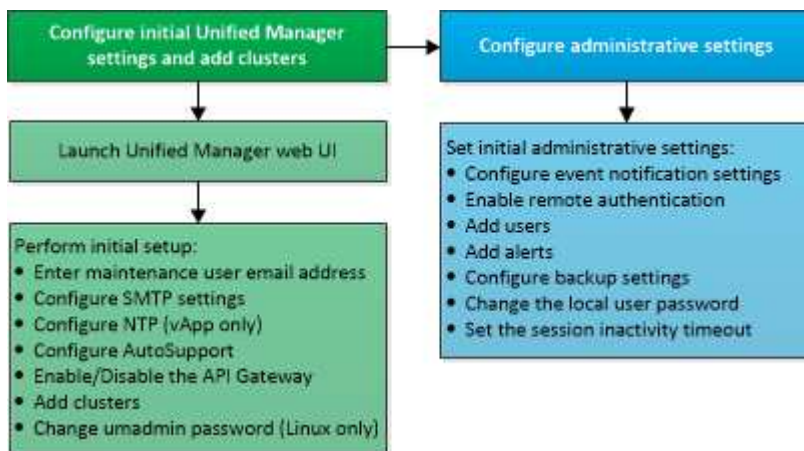 Configure initial Unified Manager
settings and add clusters
Launch Unified Manager web UI
Perform initial setup:
• Enter maintenance user email address
• Configure SMTP settings
• Configure NTP (vApp only)
• Configure AutoSupport
• Enable/Disable the API Gateway
• Add clusters
• Change umadmin password (Linux only)
Configure administrative settings
Set initial administrative settings:
• Configure event notification settings
• Enable remote authentication
• Add users
• Add alerts
• Configure backup settings
• Change the local user password
• Set the session inactivity timeout